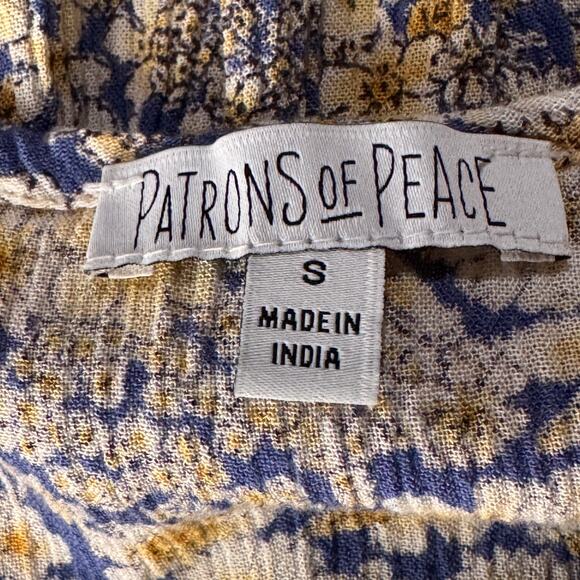 PATRONS OF PEACE
S
MADE IN
INDIA